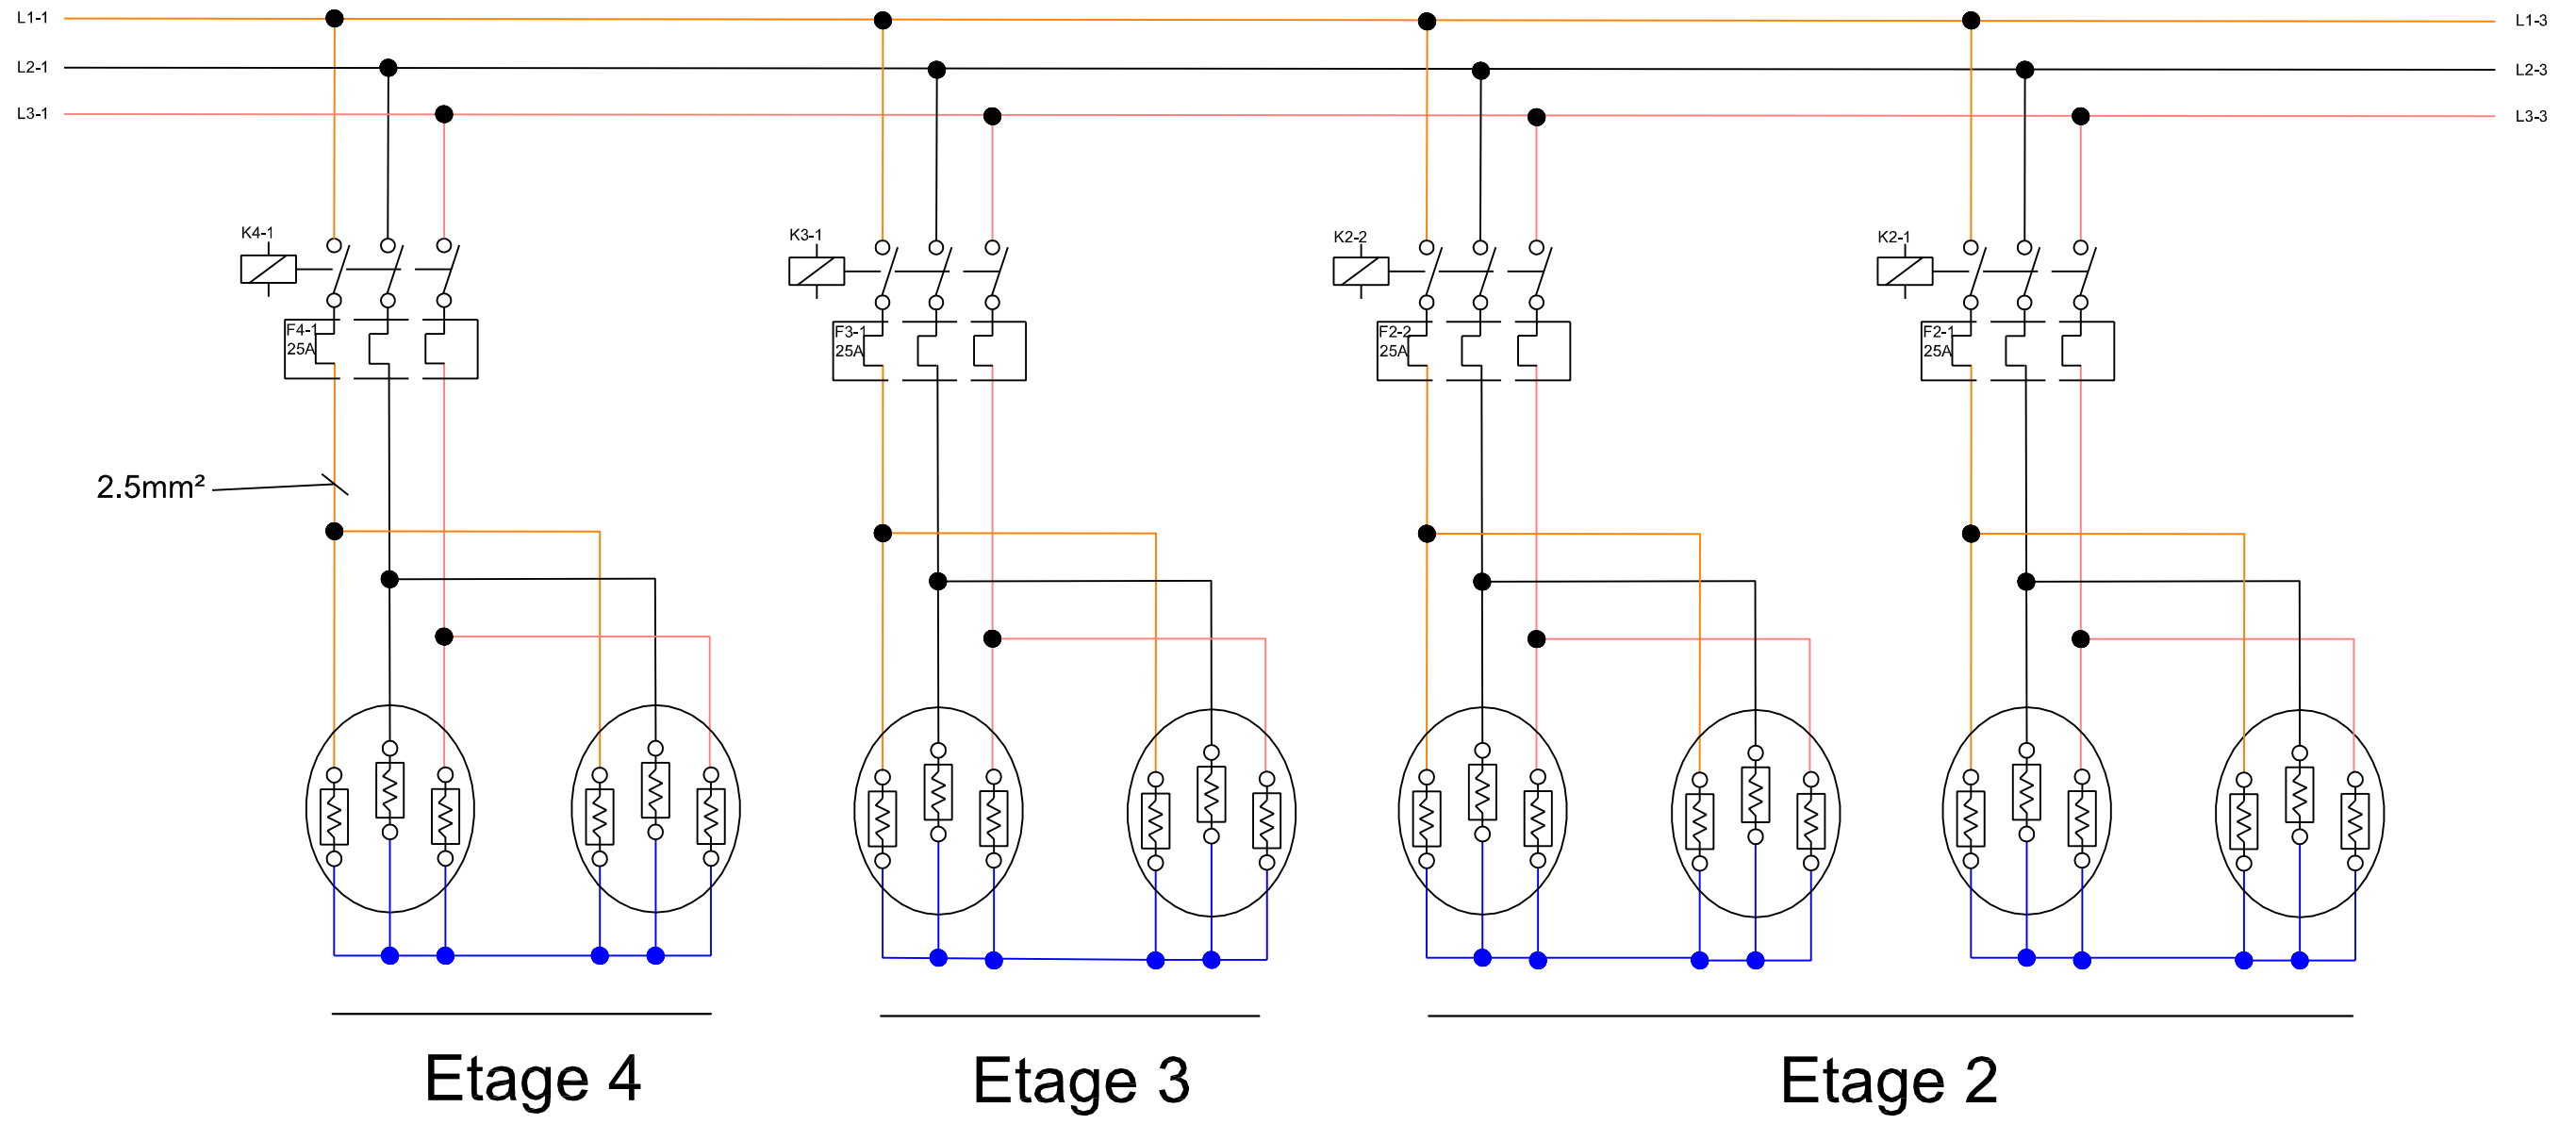 L1-1
L1-3
L2-1
L2-3
L3-1
L3-3
K4-1
K3-1
K2-2
K2-1
F4-1
25A
F3-1
25A
F2-2
25A
F2-1
25A
2.5mm²
Etage 4
Etage 3
Etage 2